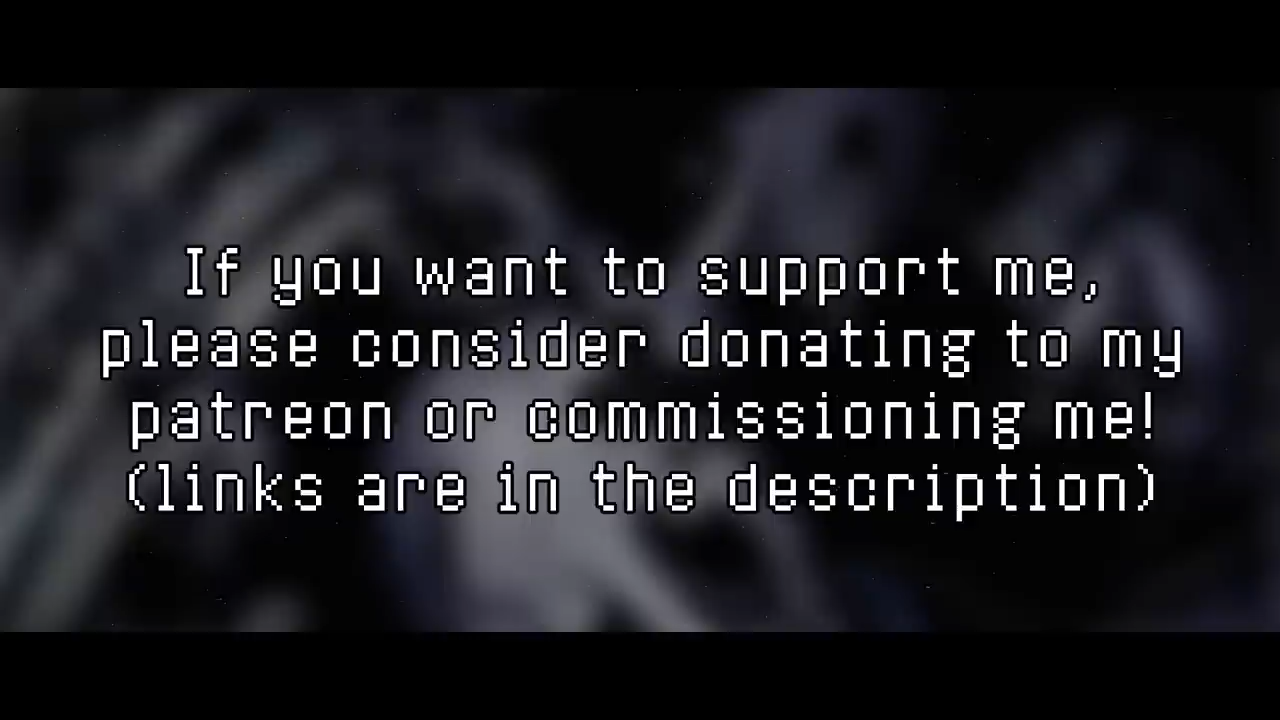 If you want to support me,
please consider donating to my
patreon or commissioning me!
(links are in the description)